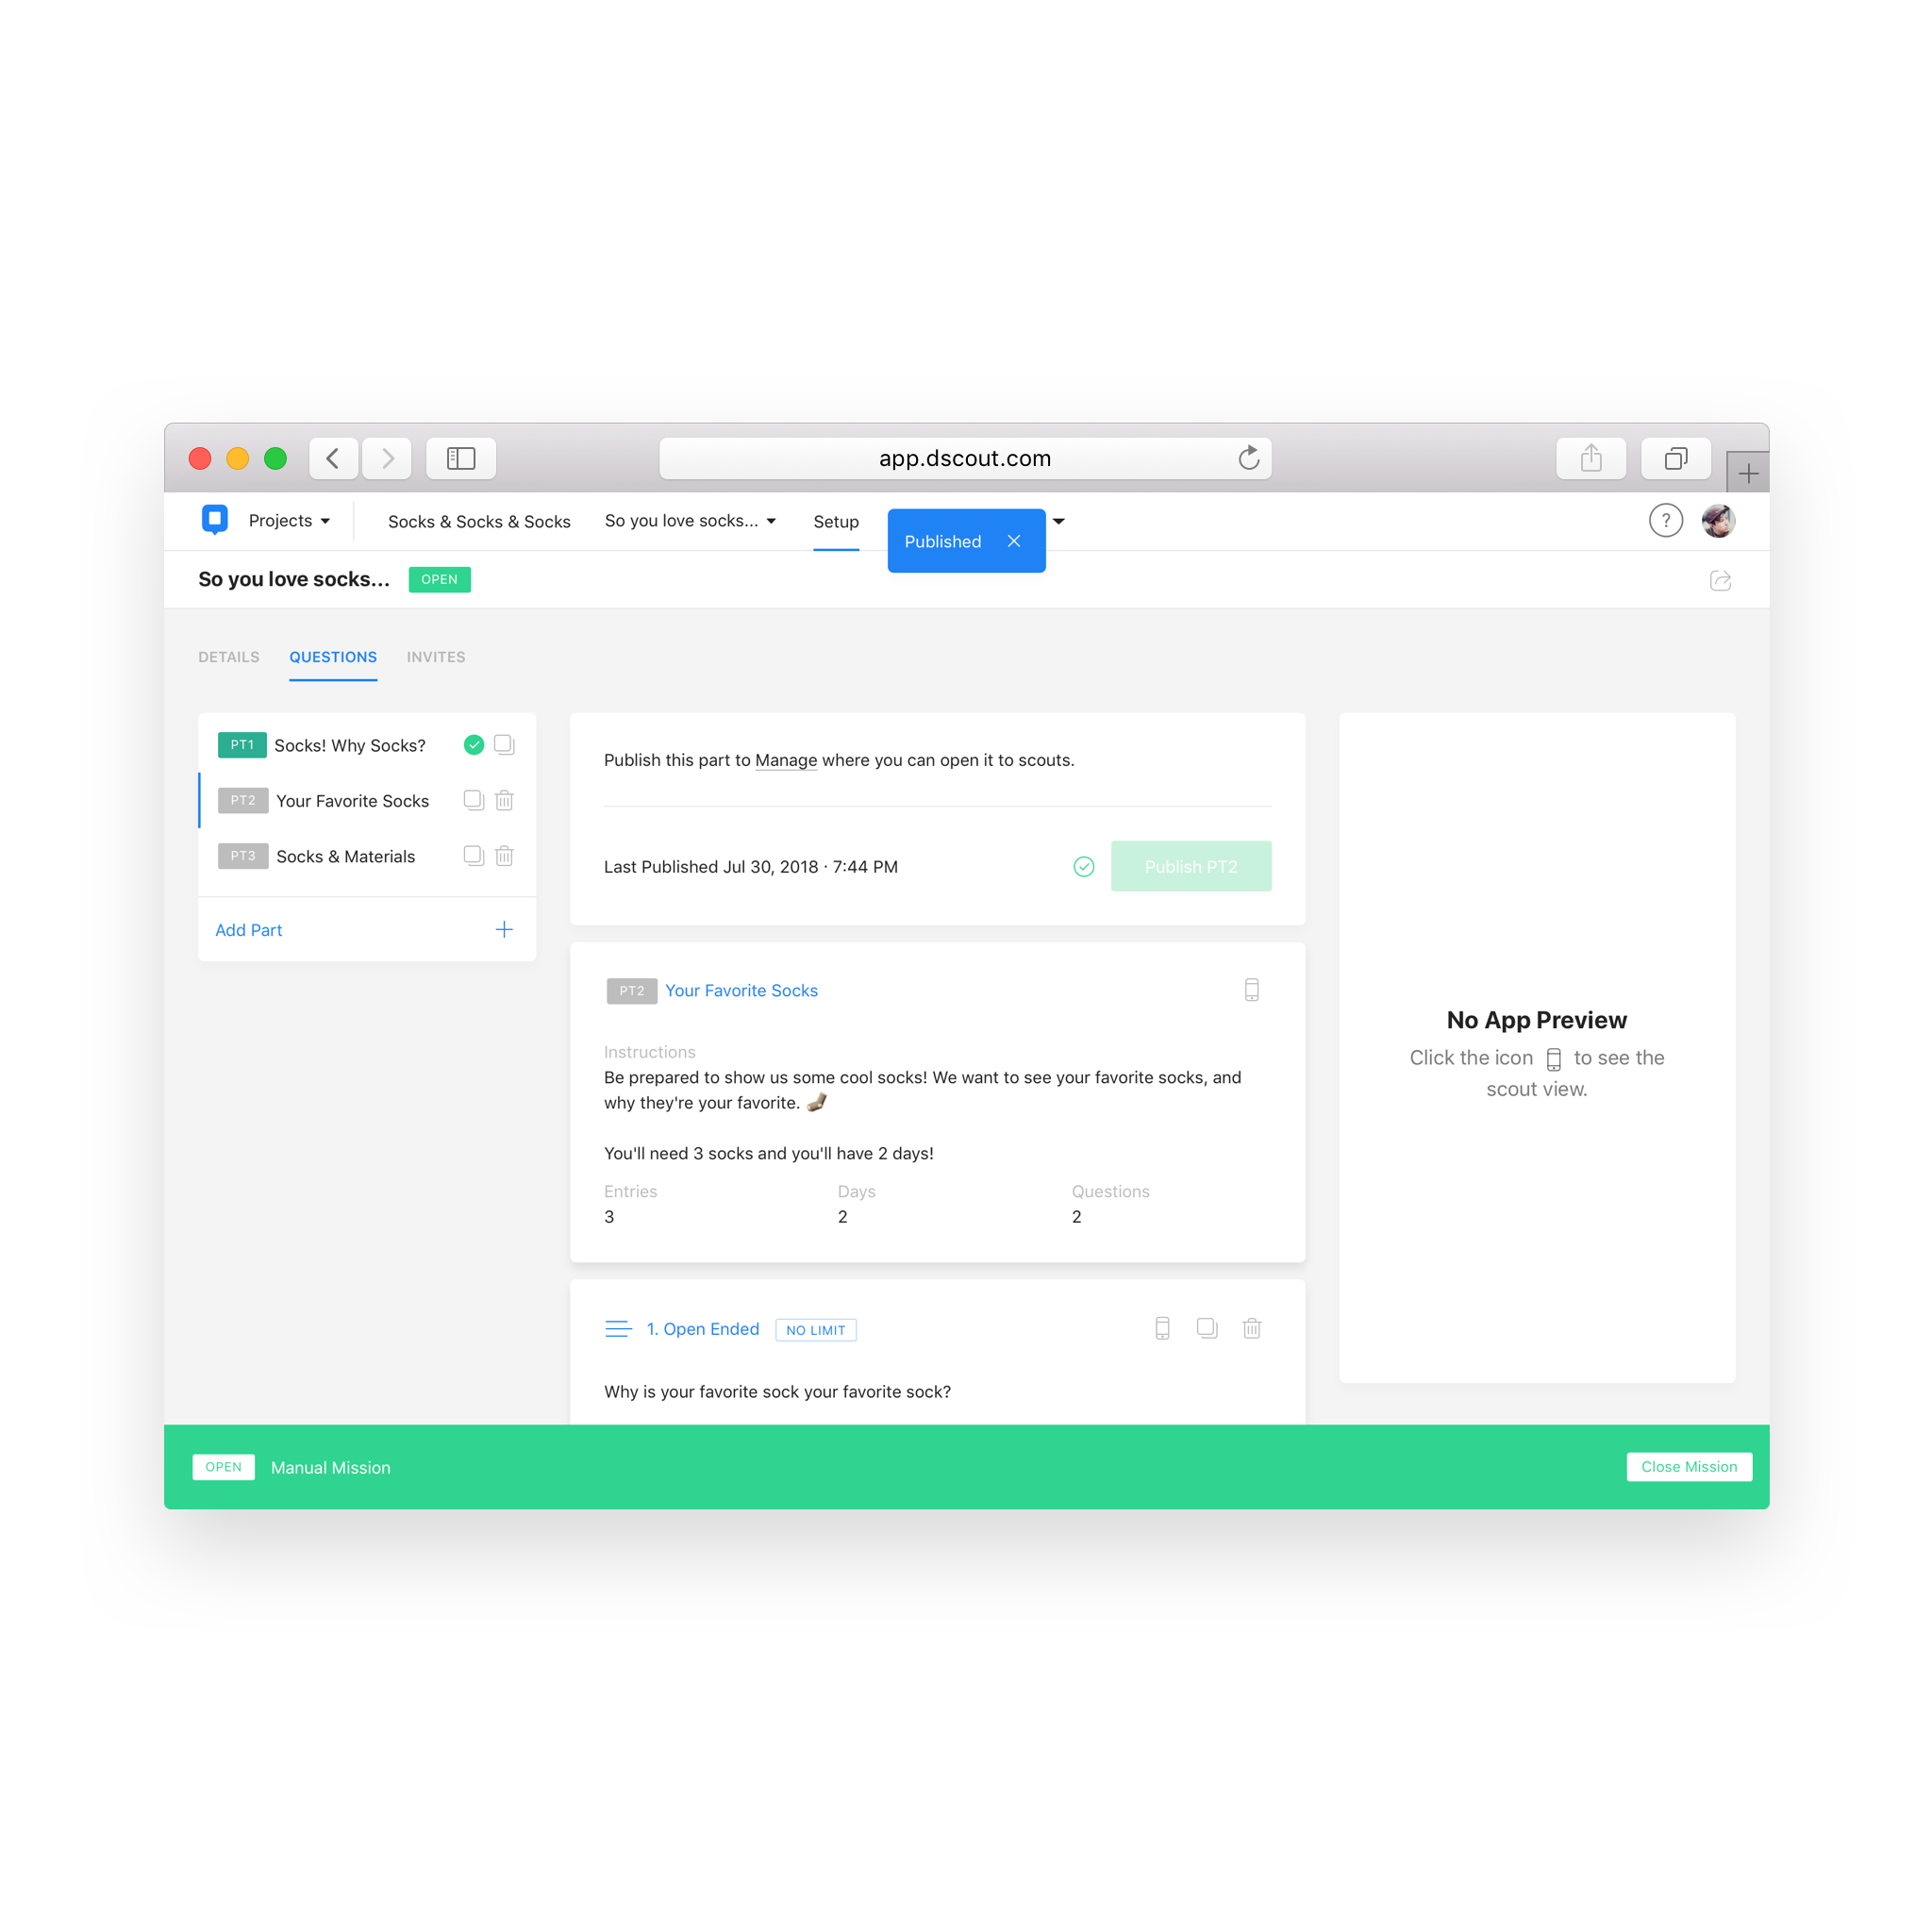 app.dscout.com
Projects
Socks & Socks & Socks
So you love socks...
Setup
Published
?
So you love socks...
OPEN
DETAILS
QUESTIONS
INVITES
PT1 Socks! Why Socks?
PT2 Your Favorite Socks
PT3 Socks & Materials
Add Part
Publish this part to Manage where you can open it to scouts.
Last Published Jul 30, 2018 · 7:44 PM
Publish PT2
PT2 Your Favorite Socks
Instructions
Be prepared to show us some cool socks! We want to see your favorite socks, and
why they're your favorite. 🧦
You'll need 3 socks and you'll have 2 days!
Entries Days Questions
3 2 2
1. Open Ended NO LIMIT
Why is your favorite sock your favorite sock?
No App Preview
Click the icon to see the
scout view.
OPEN Manual Mission
Close Mission